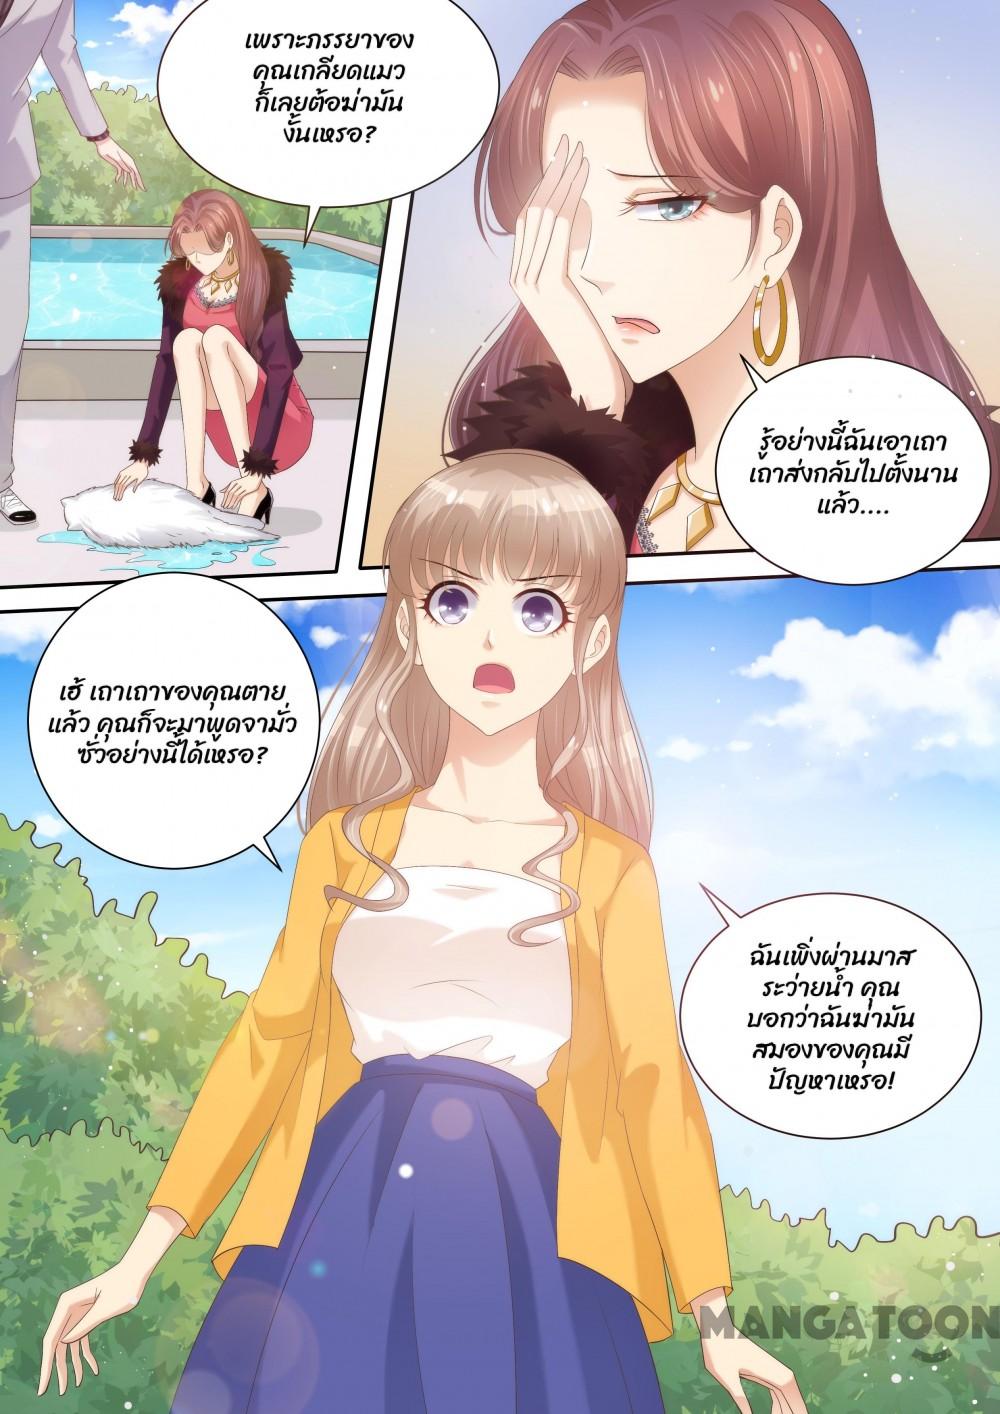 เพราะภรรยาของ
คุณเกลียดแมว
ก็เลยต้อฆ่ามัน
งั้นเหรอ?
รู้อย่างนี้ฉันเอาเถา
เถาส่งกลับไปตั้งนาน
แล้ว....
เฮ้ เถาเถาของคุณตาย
แล้ว คุณก็จะมาพูดจามั่ว
ซั่วอย่างนี้ได้เหรอ?
ฉันเพิ่งผ่านมาส
ระว่ายน้ำ คุณ
บอกว่าฉันฆ่ามัน
สมองของคุณมี
ปัญหาเหรอ!
MANGATOON